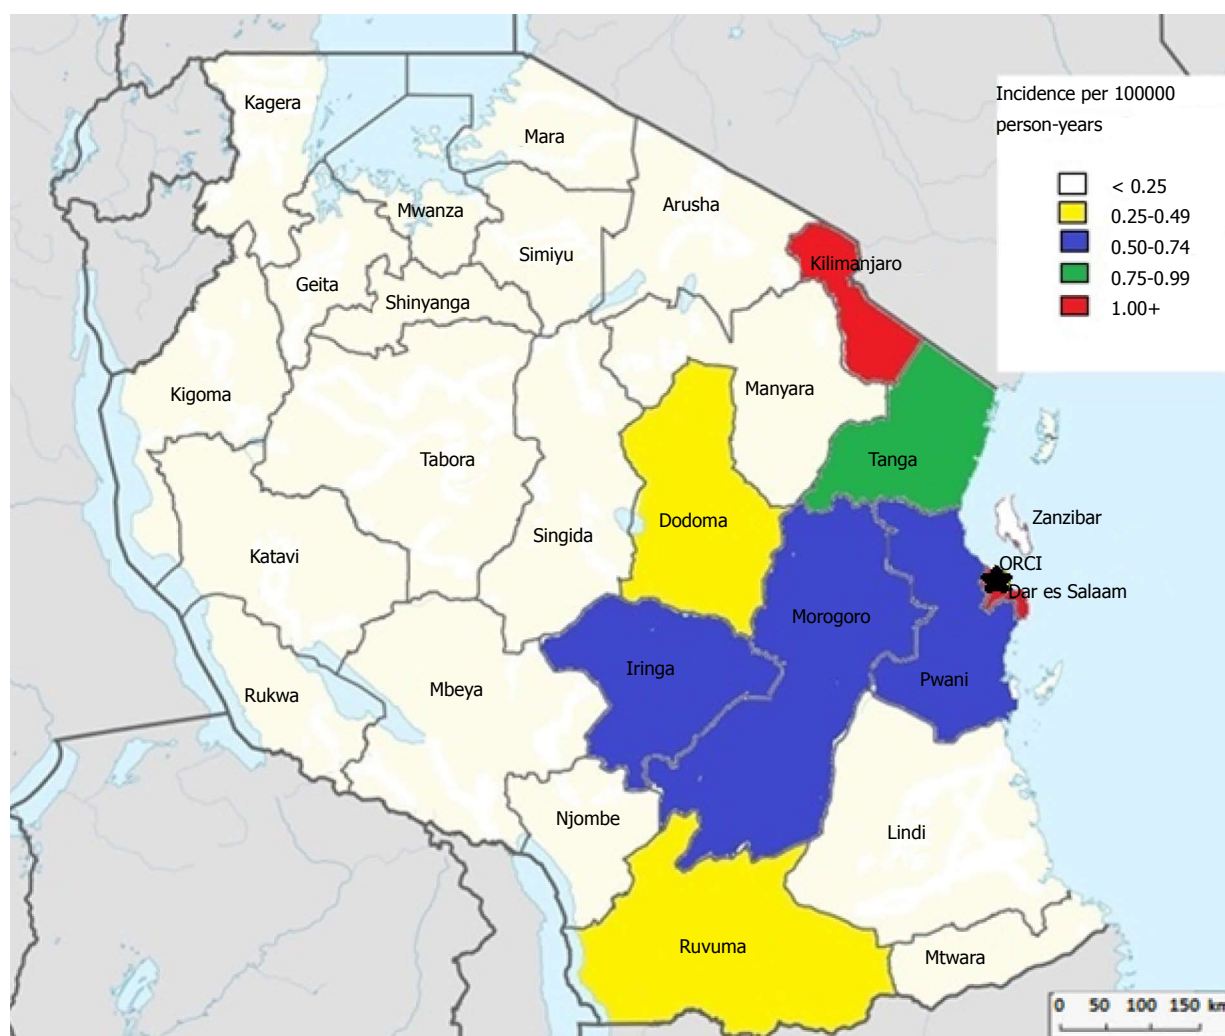 Incidence per 100000
person-years
< 0.25
0.25-0.49
0.50-0.74
0.75-0.99
1.00+
Kagera
Mara
Arusha
Mwanza
Simiyu
Kilimanjaro
Geita
Shinyanga
Kigoma
Manyara
Tabora
Tanga
Dodoma
Zanzibar
Singida
Katavi
ORCI
Dar es Salaam
Morogoro
Iringa
Pwani
Rukwa
Mbeya
Njombe
Lindi
Ruvuma
Mtwara
0 50 100 150 km